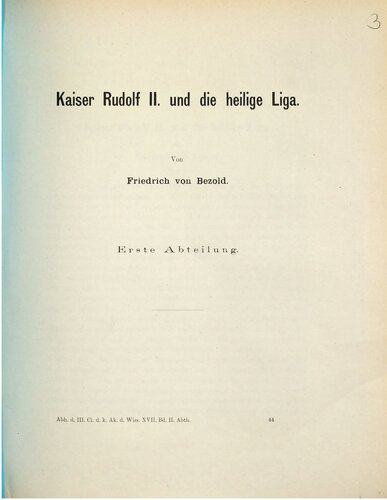 3
Kaiser Rudolf II. und die heilige Liga.
Von
Friedrich von Bezold.
Erste Abteilung.
Abh. d. III. Cl. d. k. Ak. d. Wiss. XVII. Bd. II. Abth. 44